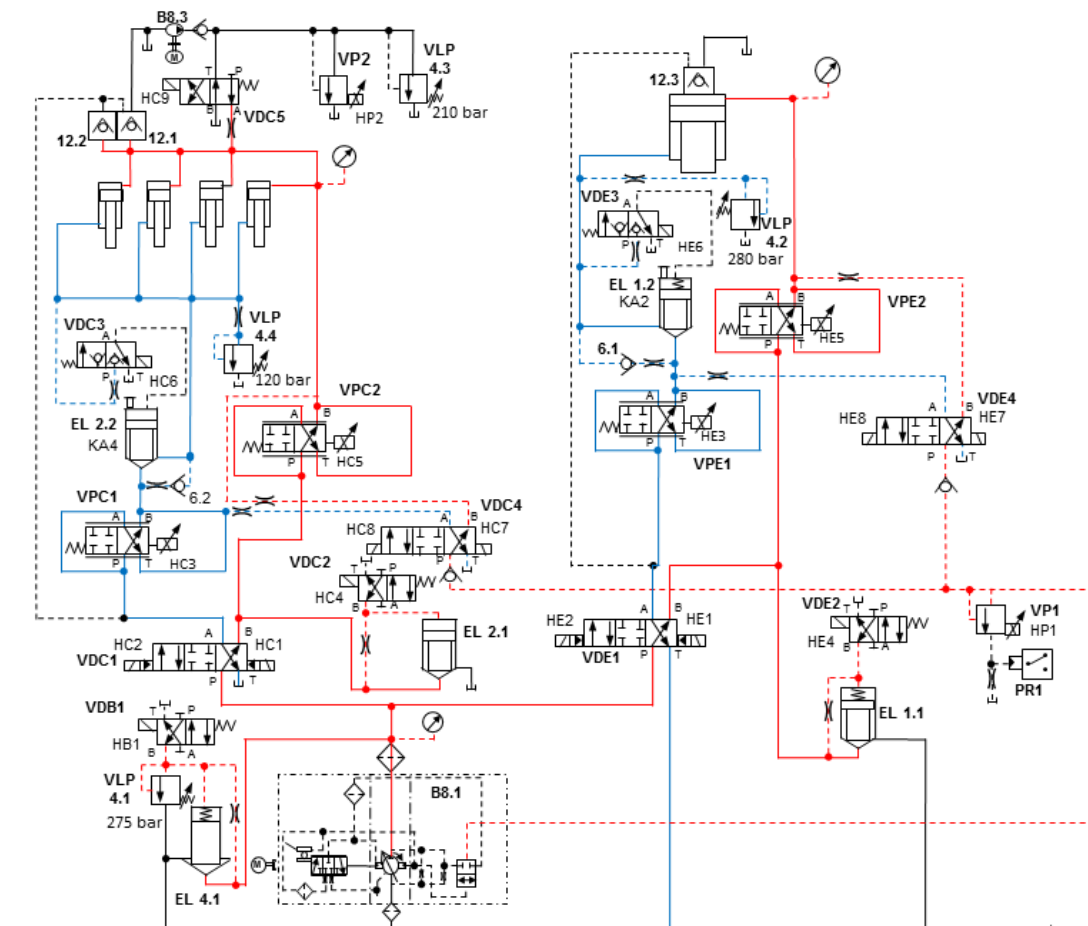 B8.3
M
T P
HC9
B A
VDC5
VP2
HP2
VLP
4.3
210 bar
12.2
12.1
12.3
VDC3
A
P T
HC6
VLP
4.4
120 bar
EL 2.2
KA4
6.2
VPC2
A B
P T
HC5
VPC1
A B
P T
HC3
VDC4
HC8
A B
HC7
P T
VDC2
T P
HC4
B A
EL 2.1
HC2
A B
HC1
VDC1
P T
VDB1
T P
HB1
B A
VLP
4.1
275 bar
EL 4.1
B8.1
M
VDE3
A
P T
HE6
VLP
4.2
280 bar
EL 1.2
KA2
6.1
A B
VPE2
HE5
P T
A B
HE3
P T
VPE1
VDE4
HE8
A B
HE7
P T
HE2
A B
HE1
VDE1
P T
VDE2
T P
HE4
B A
EL 1.1
VP1
HP1
PR1